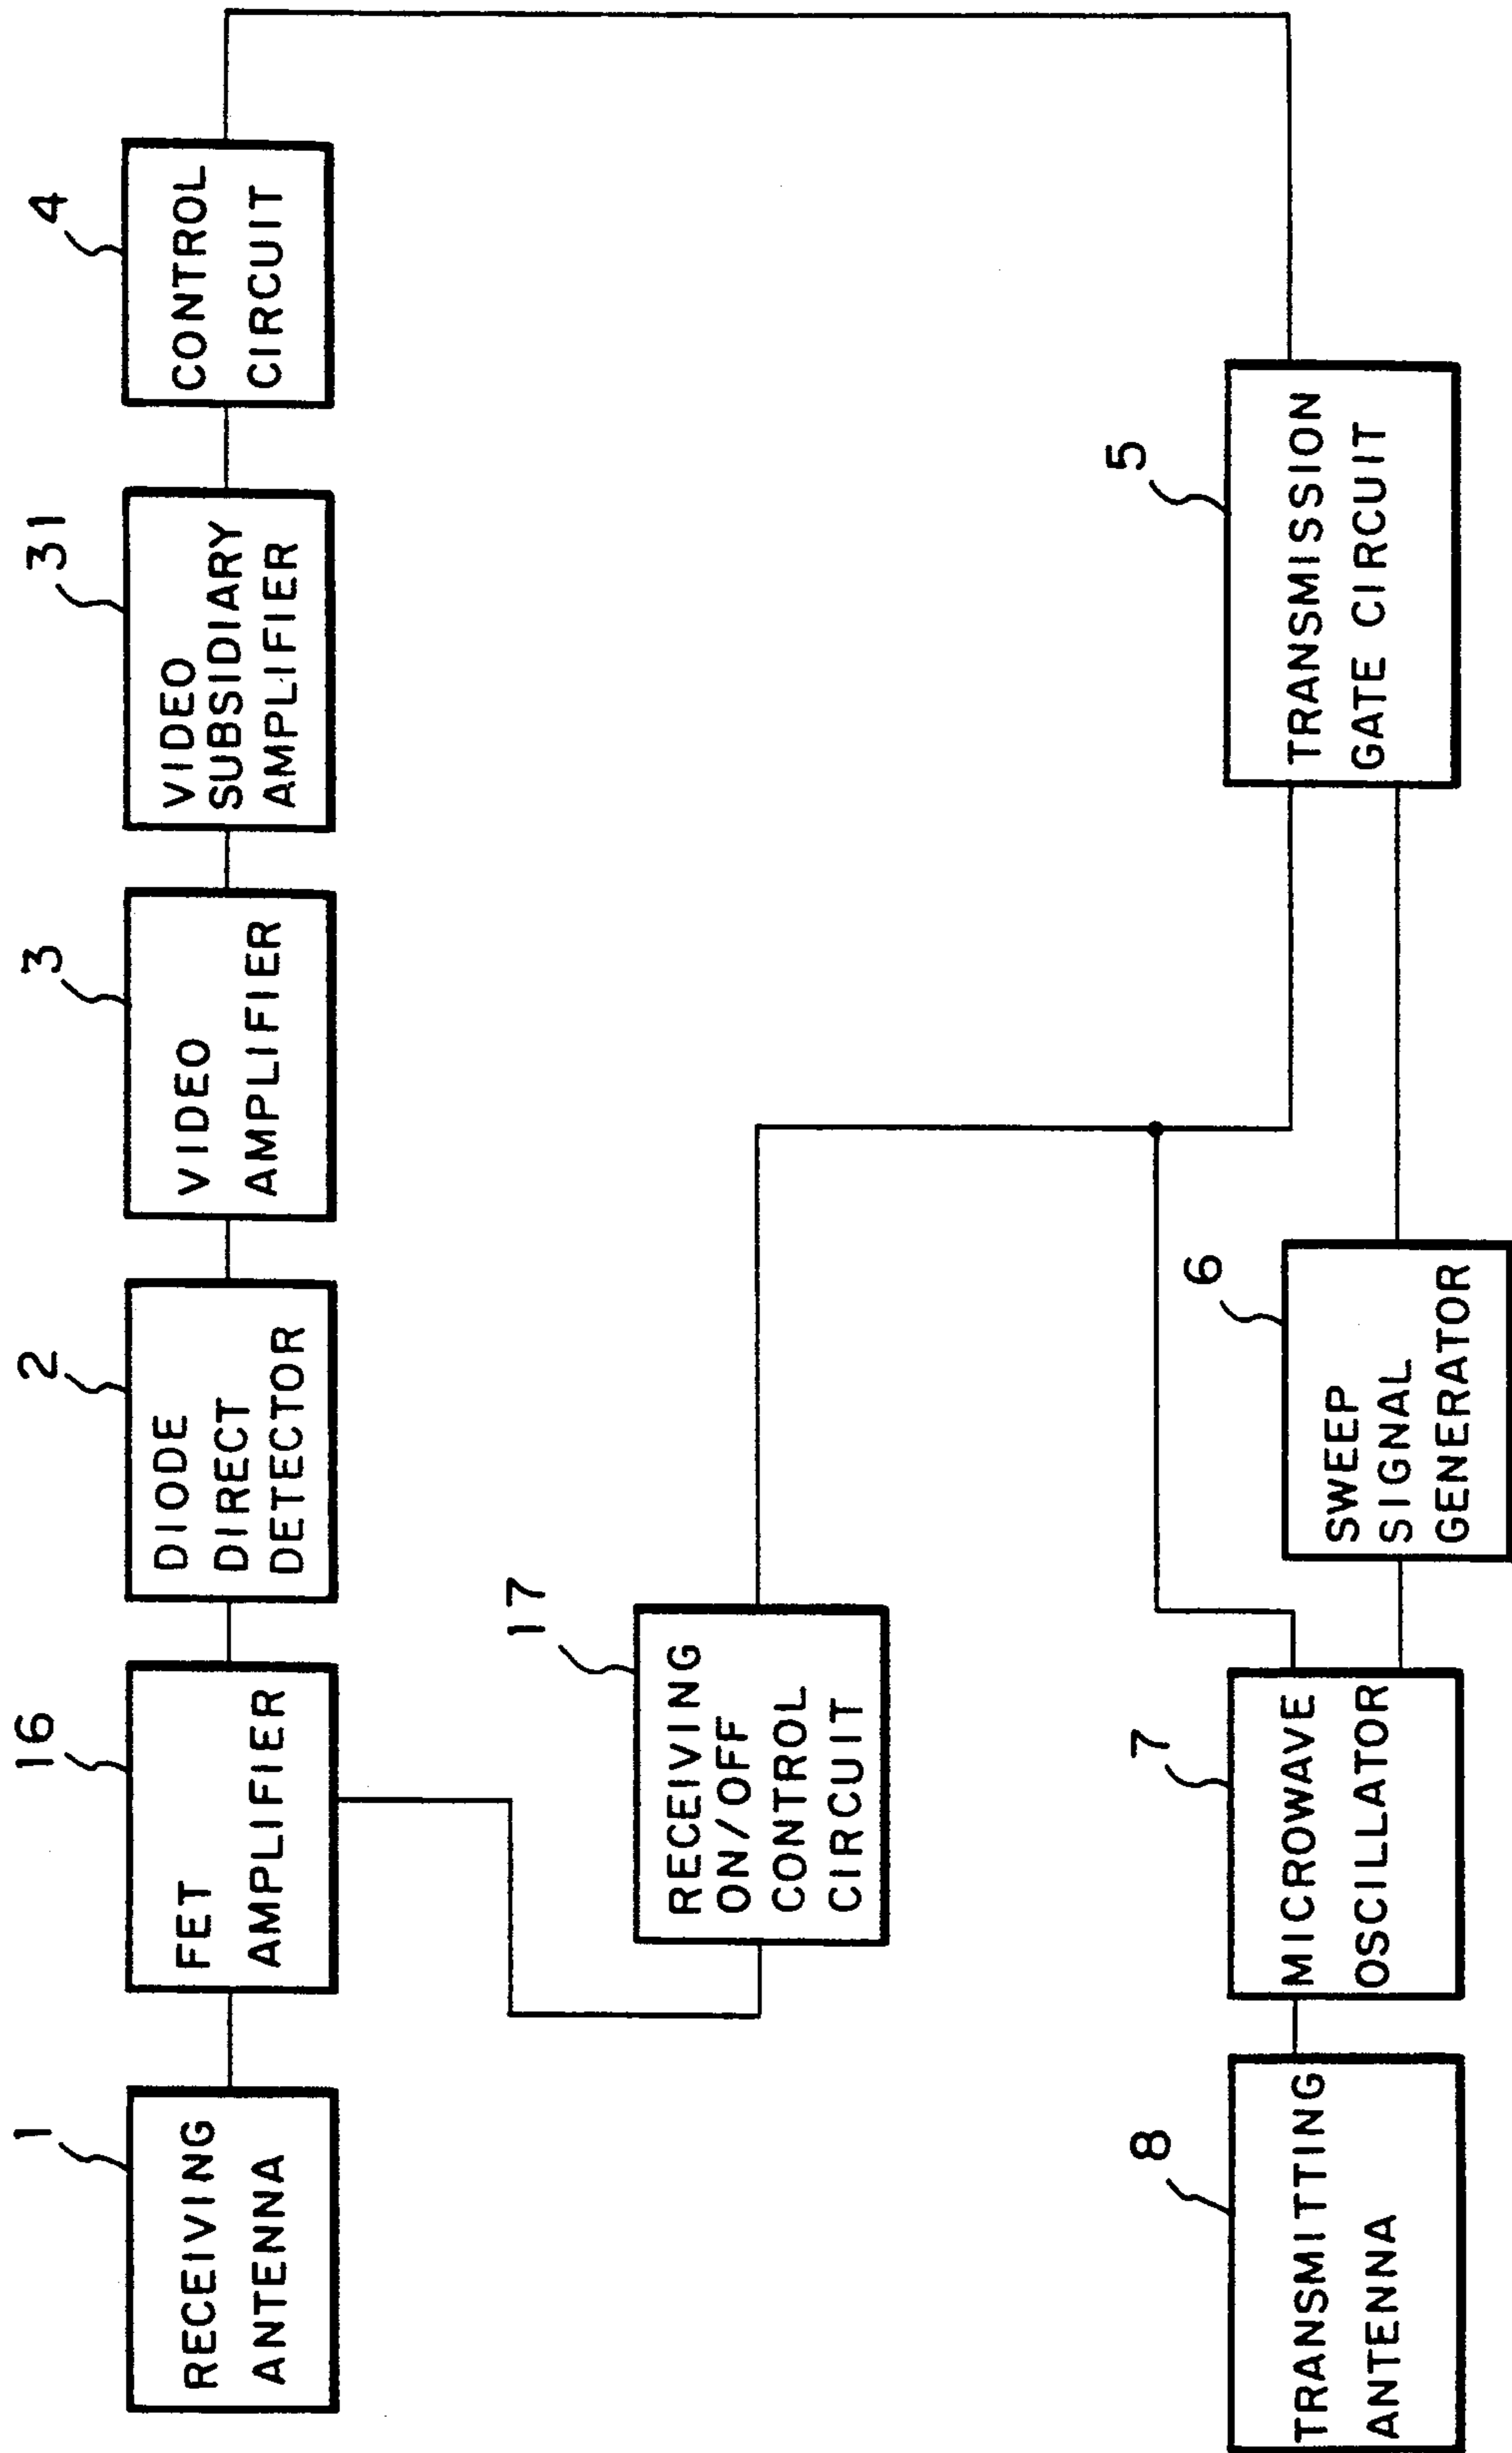 1
RECEIVING
ANTENNA
16
FET
AMPLIFIER
2
DIODE
DIRECT
DETECTOR
3
VIDEO
AMPLIFIER
31
VIDEO
SUBSIDIARY
AMPLIFIER
4
CONTROL
CIRCUIT
17
RECEIVING
ON/OFF
CONTROL
CIRCUIT
8
TRANSMITTING
ANTENNA
7
MICROWAVE
OSCILLATOR
6
SWEEP
SIGNAL
GENERATOR
5
TRANSMISSION
GATE CIRCUIT